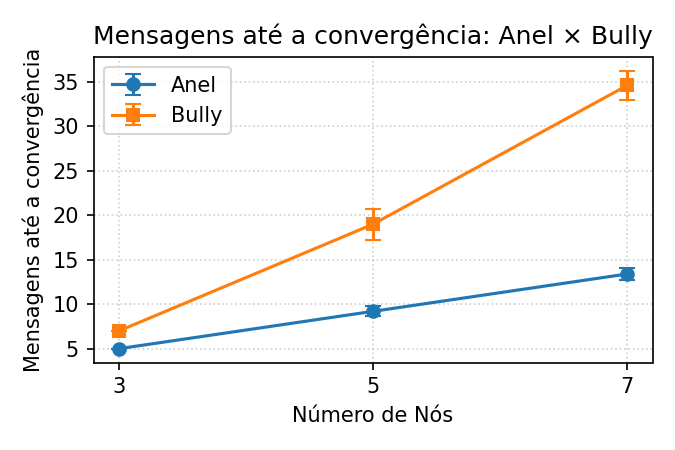 Mensagens até a convergência: Anel × Bully
Mensagens até a convergência
35
30
25
20
15
10
5
Anel
Bully
3
5
7
Número de Nós